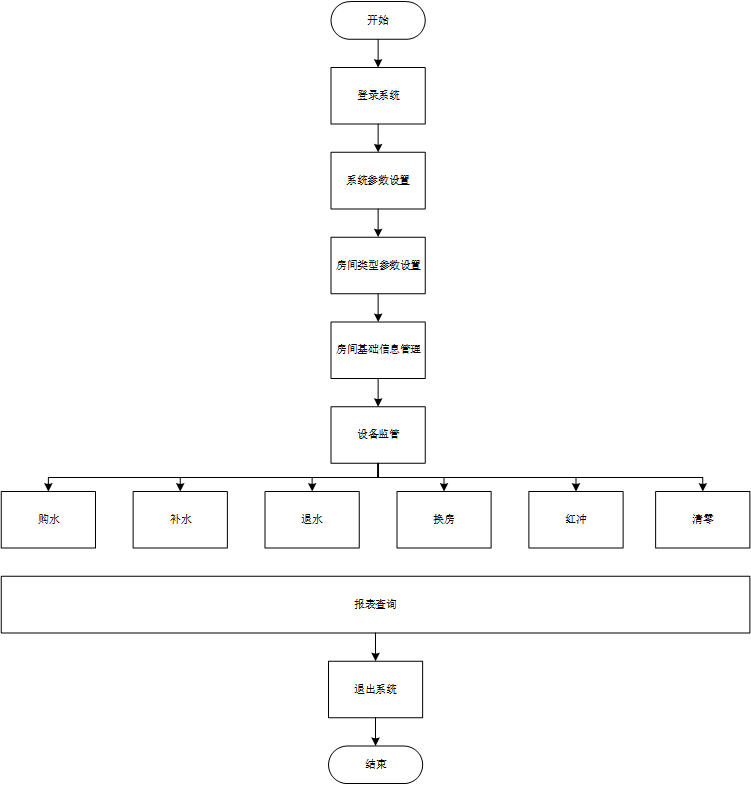 开始
登录系统
系统参数设置
房间类型参数设置
房间基础信息管理
设备监管
购水
补水
退水
换房
红冲
清零
报表查询
退出系统
结束